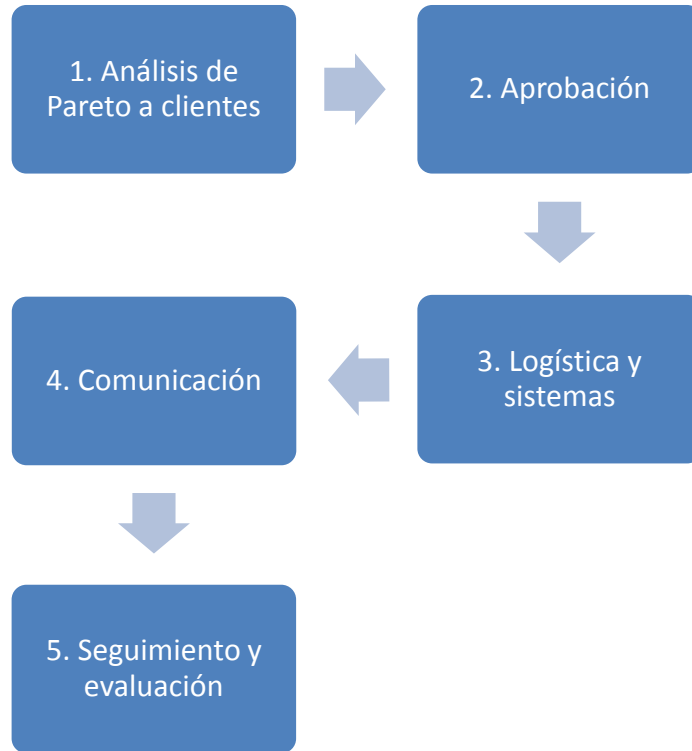 1. Análisis de
Pareto a clientes
2. Aprobación
3. Logística y
sistemas
4. Comunicación
5. Seguimiento y
evaluación